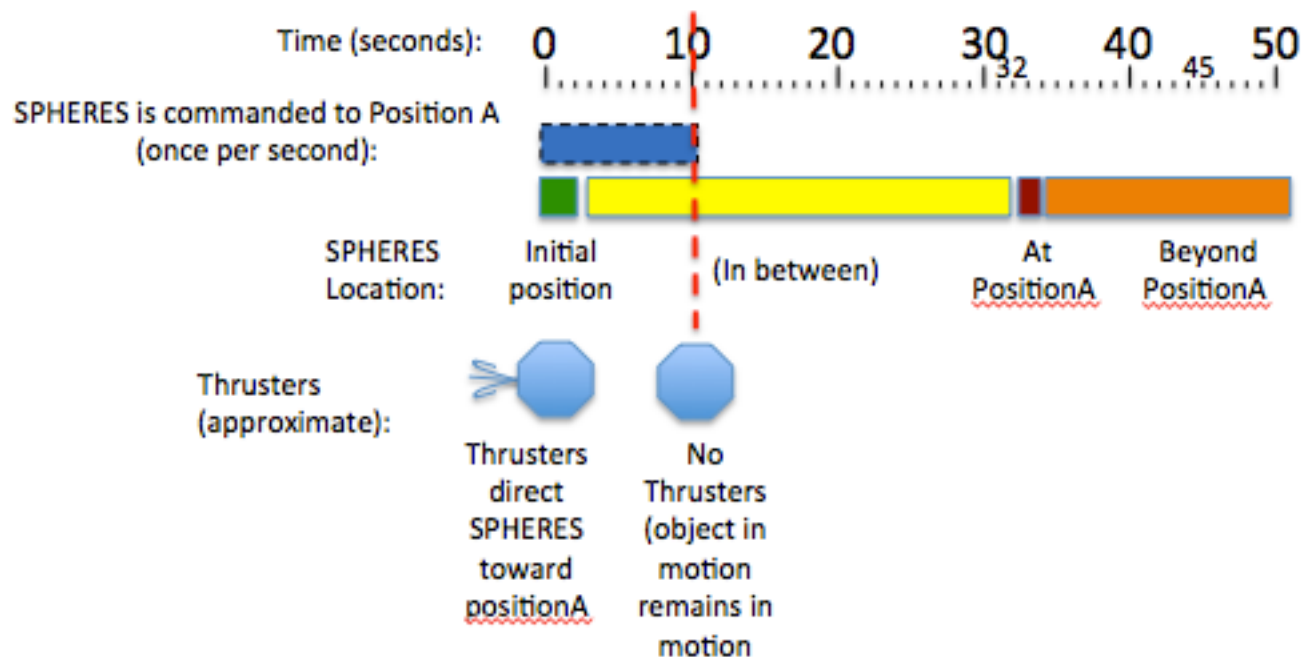 Time (seconds): 0 10 20 30 40 50
32 45
SPHERES is commanded to Position A
(once per second):
SPHERES
Location:
Initial
position
(In between)
At
PositionA
Beyond
PositionA
Thrusters
(approximate):
Thrusters
direct
SPHERES
toward
positionA
No
Thrusters
(object in
motion
remains in
motion